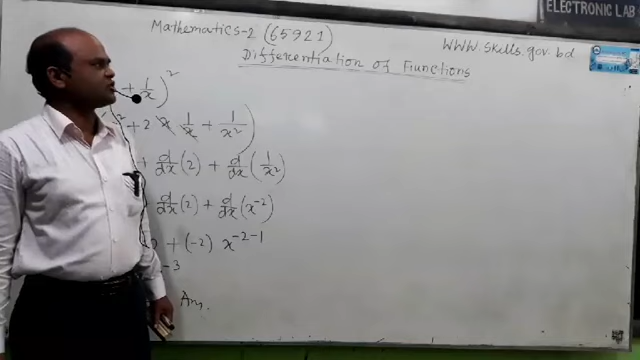 ELECTRONIC LAB
Mathematics-2 (65921)
WWW.skills.gov.bd
Differentiation of Functions
+ 1/x)²
² + 2 x 1/x + 1/x²)
+ d/dx (2) + d/dx (1/x²)
d/dx (2) + d/dx (x⁻²)
+ (-2) x⁻²⁻¹
⁻³
Ans,